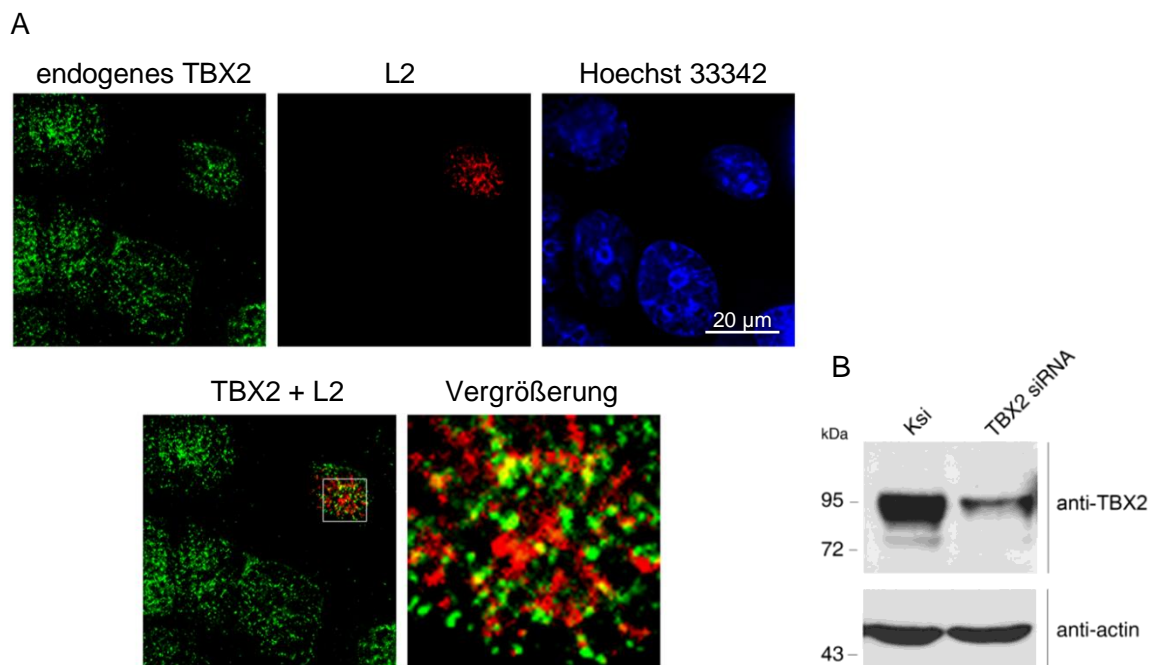 A
endogenes TBX2
L2
Hoechst 33342
20 µm
TBX2 + L2
Vergrößerung
B
kDa
Ksi
TBX2 siRNA
95
anti-TBX2
72
anti-actin
43